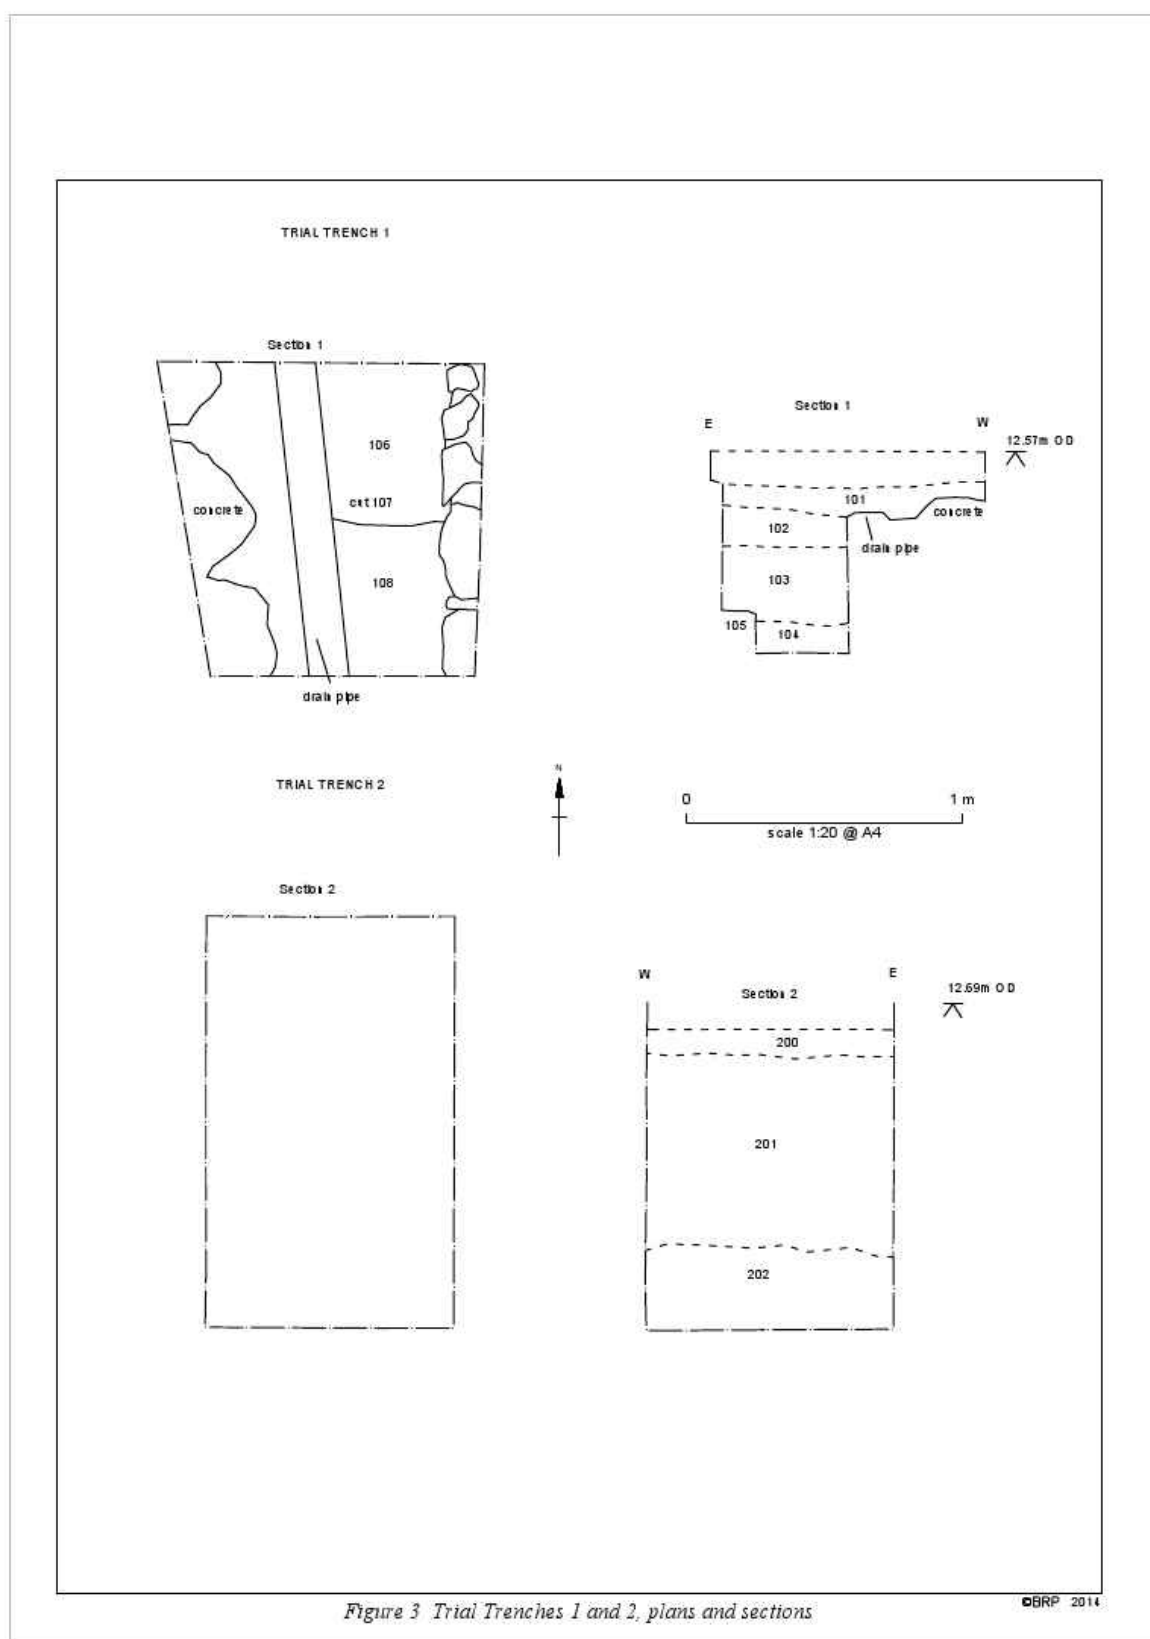 TRIAL TRENCH 1
Section 1
106
cut 107
concrete
108
drain pipe
Section 1
E
W
12.57m OD
101
concrete
102
drain pipe
103
105
104
TRIAL TRENCH 2
N
0
1 m
scale 1:20 @ A4
Section 2
W
E
Section 2
12.69m OD
200
201
202
©BRP 2014
Figure 3 Trial Trenches 1 and 2, plans and sections